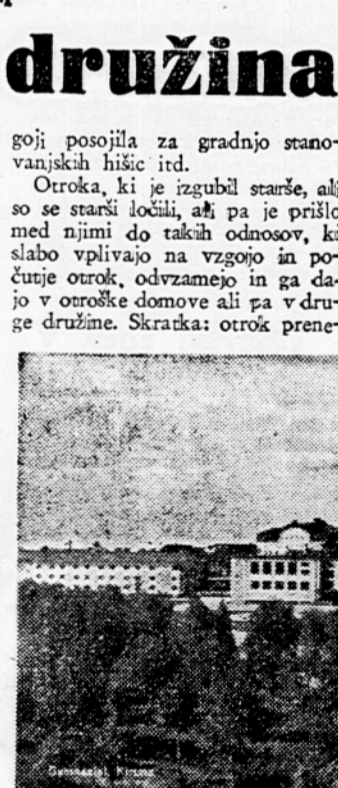 družina
goji posojila za gradnjo stano-
vanjskih hišic itd.
Otroka, ki je izgubil starše, ali
so se starši ločili, ali pa je prišlo
med njimi do takih odnosov, ki
slabo vplivajo na vzgojo in po-
čutje otrok, odvzamejo in ga da-
jo v otroške domove ali pa v dru-
ge družine. Skratka: otrok prene-
Gymnasiet, Kiruna